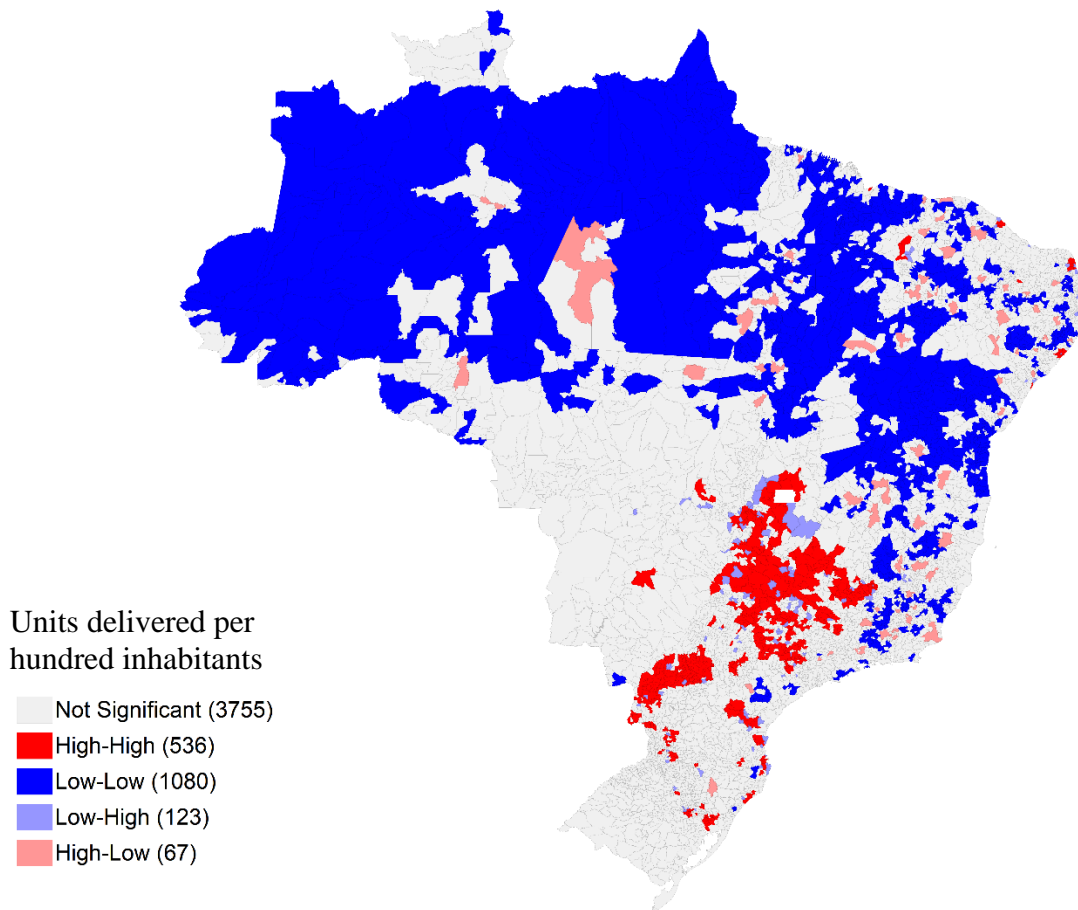 Units delivered per
hundred inhabitants
Not Significant (3755)
High-High (536)
Low-Low (1080)
Low-High (123)
High-Low (67)